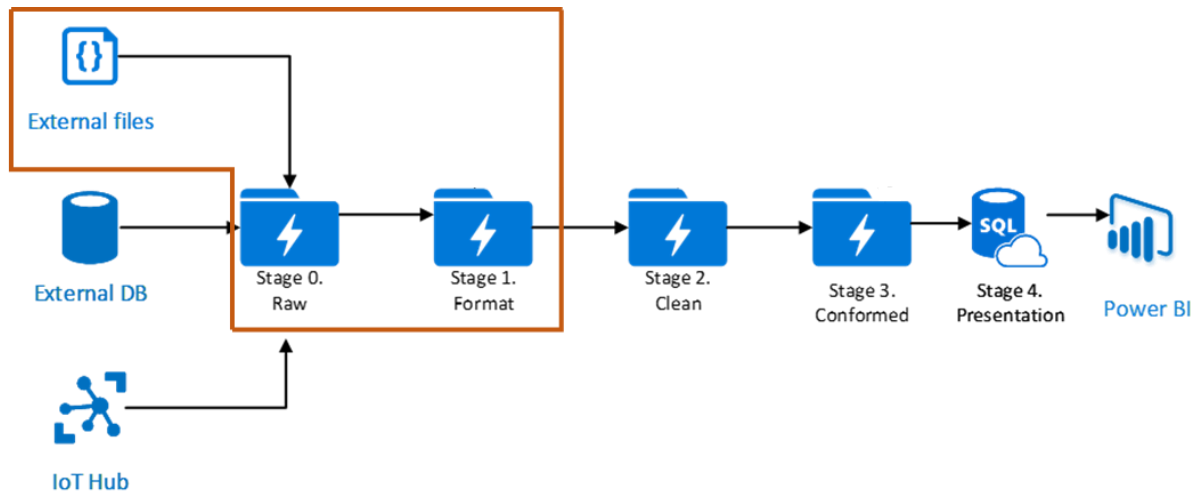 {}
External files
External DB
IoT Hub
Stage 0.
Raw
Stage 1.
Format
Stage 2.
Clean
Stage 3.
Conformed
SQL
Stage 4.
Presentation
Power BI